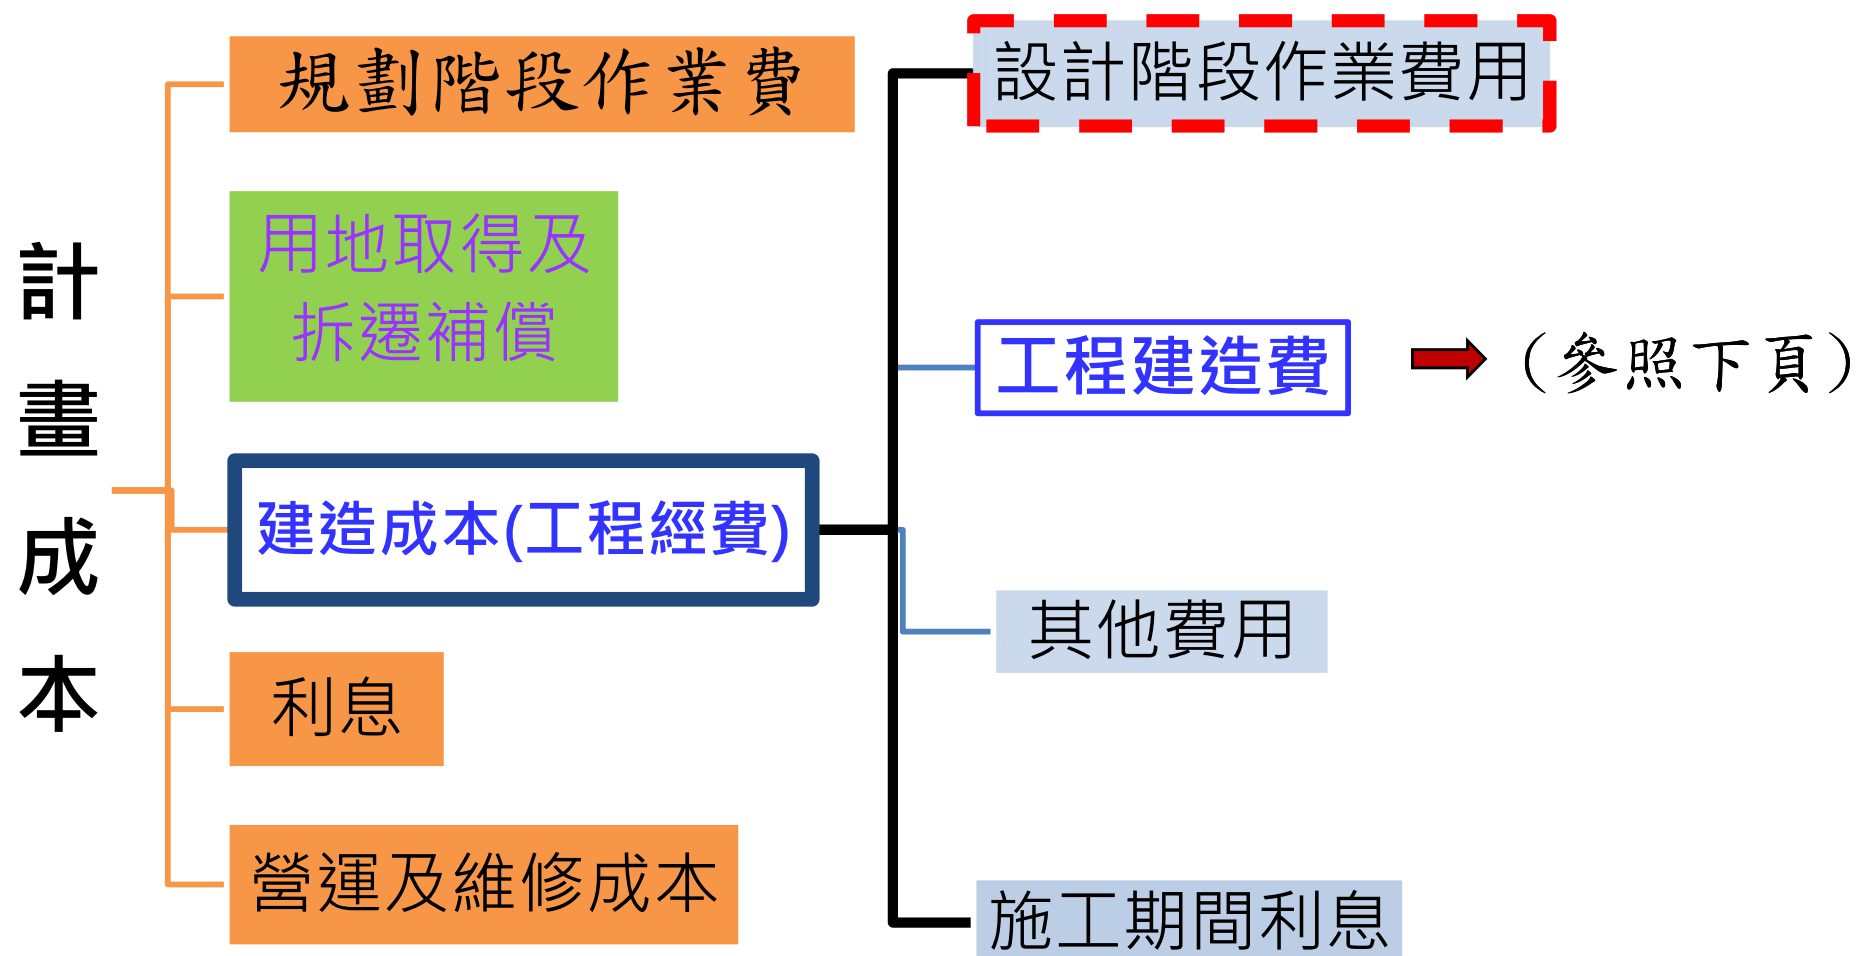 計畫成本
規劃階段作業費
用地取得及
拆遷補償
建造成本(工程經費)
利息
營運及維修成本
設計階段作業費用
工程建造費
(參照下頁)
其他費用
施工期間利息